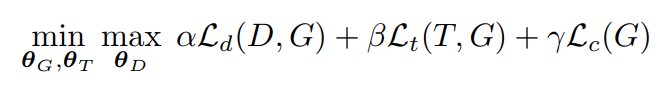 min max αℒ_d(D, G) + βℒ_t(T, G) + γℒ_c(G)
θ_G,θ_T θ_D